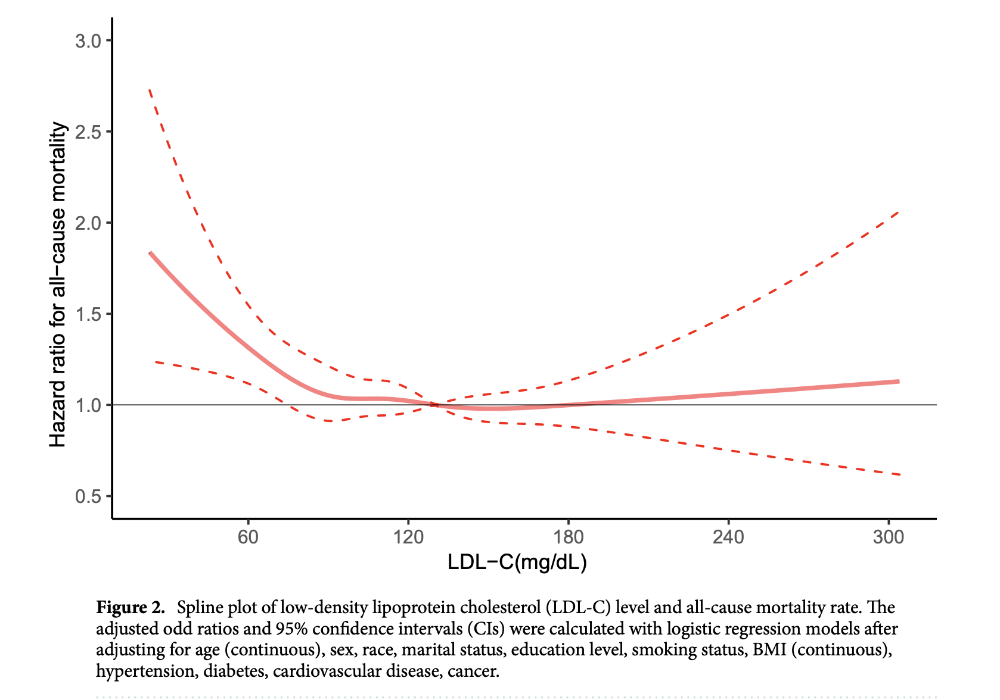 3.0
2.5
2.0
1.5
1.0
0.5
Hazard ratio for all−cause mortality
60 120 180 240 300
LDL−C(mg/dL)
Figure 2. Spline plot of low-density lipoprotein cholesterol (LDL-C) level and all-cause mortality rate. The
adjusted odd ratios and 95% confidence intervals (CIs) were calculated with logistic regression models after
adjusting for age (continuous), sex, race, marital status, education level, smoking status, BMI (continuous),
hypertension, diabetes, cardiovascular disease, cancer.